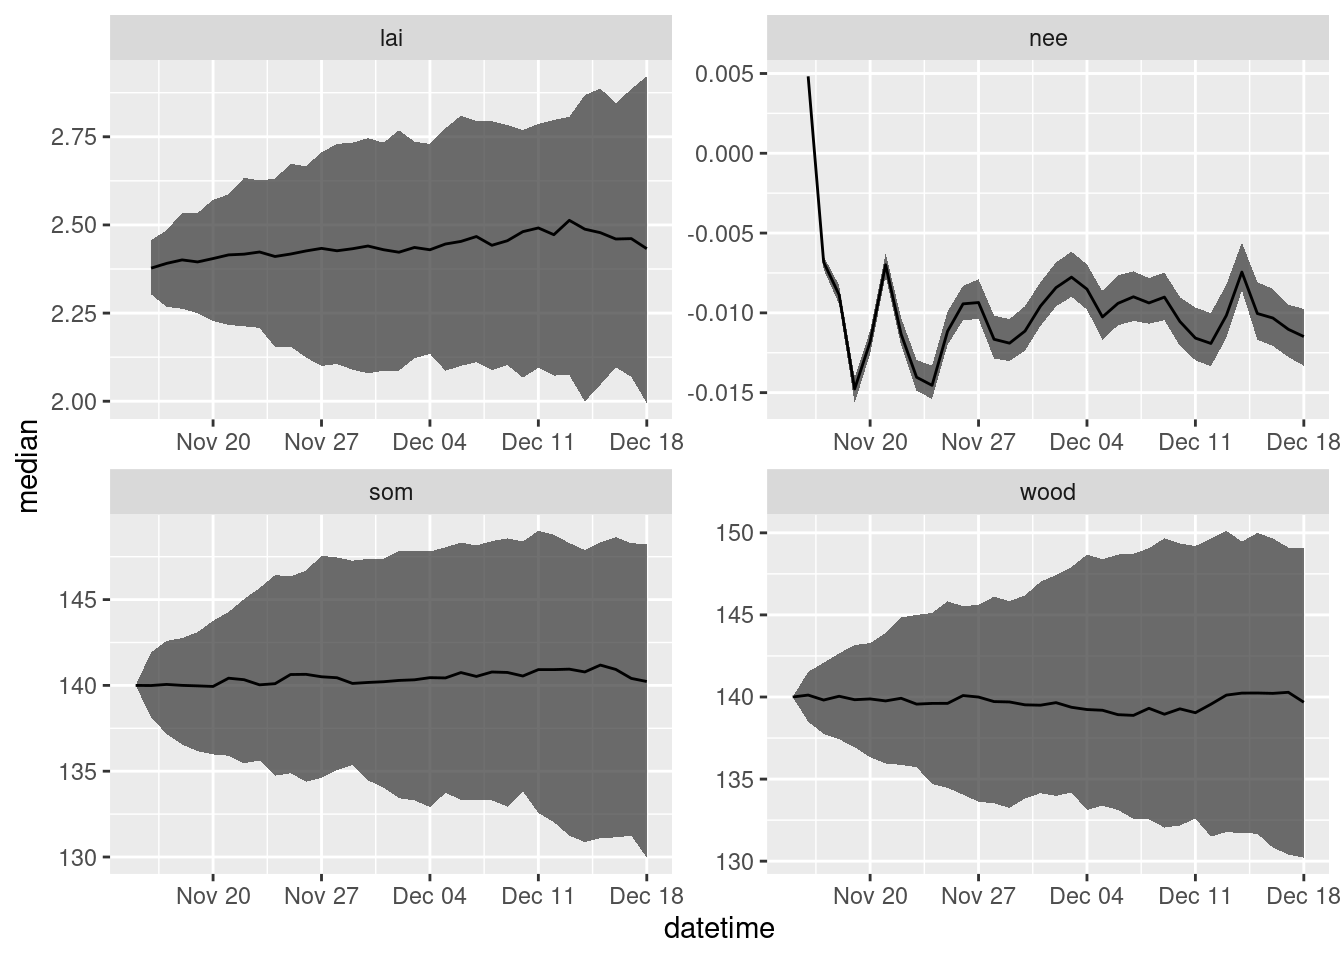 lai
nee
2.75
2.50
2.25
2.00
0.005
0.000
-0.005
-0.010
-0.015
Nov 20 Nov 27 Dec 04 Dec 11 Dec 18
Nov 20 Nov 27 Dec 04 Dec 11 Dec 18
median
som
wood
145
140
135
130
150
145
140
135
130
Nov 20 Nov 27 Dec 04 Dec 11 Dec 18
Nov 20 Nov 27 Dec 04 Dec 11 Dec 18
datetime